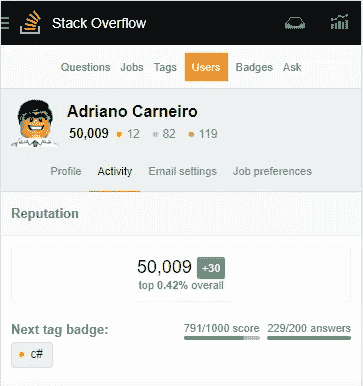 Stack Overflow
Questions Jobs Tags Users Badges Ask
Adriano Carneiro
50,009 12 82 119
Profile Activity Email settings Job preferences
Reputation
50,009 +30
top 0.42% overall
Next tag badge: 791/1000 score 229/200 answers
c#